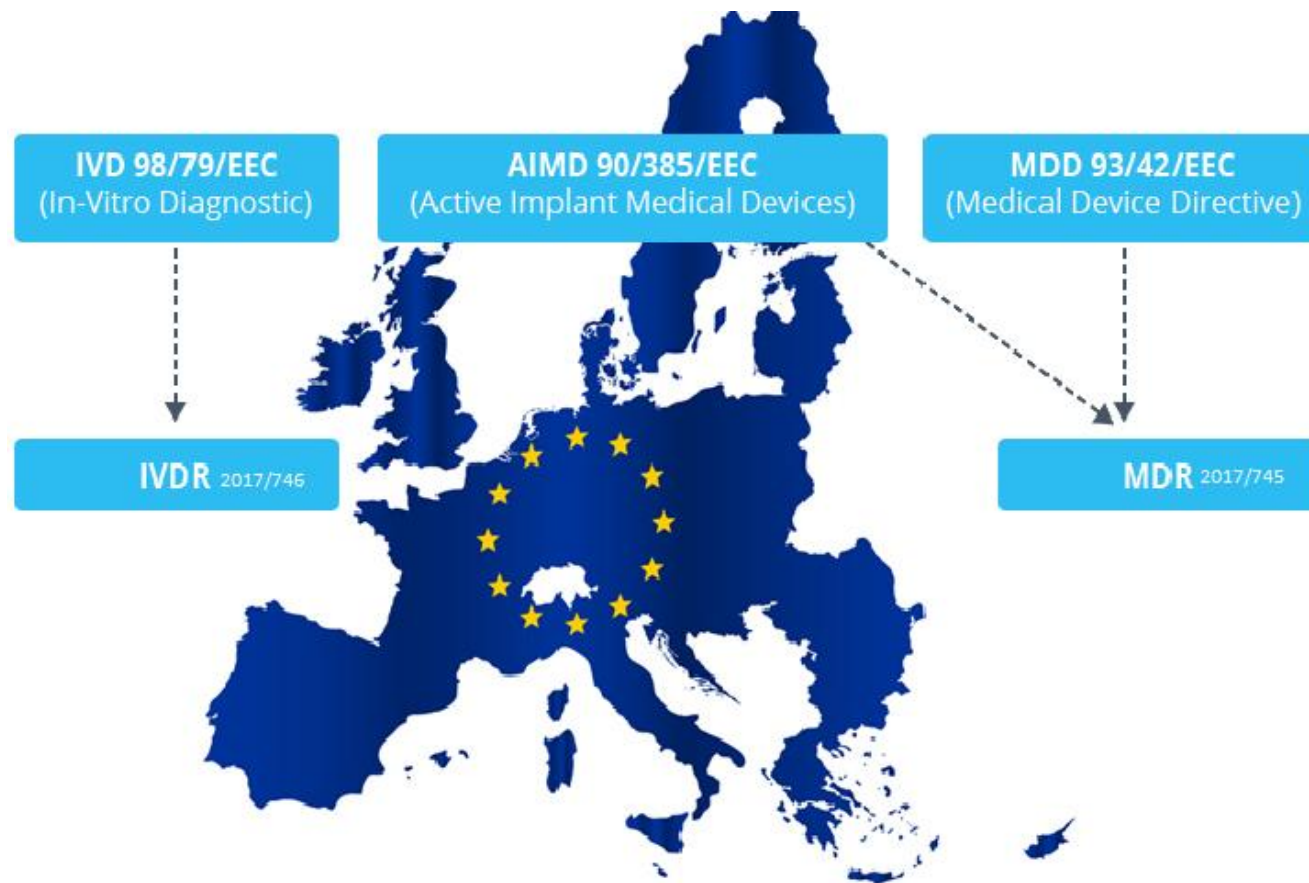 IVD 98/79/EEC
(In-Vitro Diagnostic)
AIMD 90/385/EEC
(Active Implant Medical Devices)
MDD 93/42/EEC
(Medical Device Directive)
IVDR 2017/746
MDR 2017/745